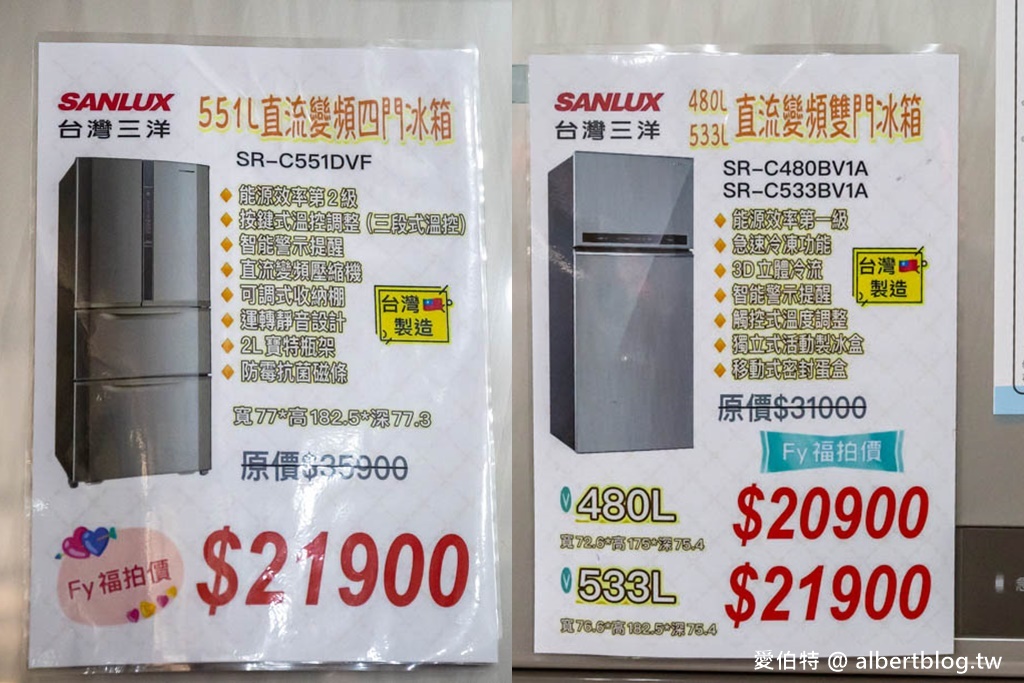 SANLUX
台灣三洋
551L直流變頻四門冰箱
SR-C551DVF
能源效率第2級
按鍵式溫控調整(三段式溫控)
智能警示提醒
直流變頻壓縮機
可調式收納棚
運轉靜音設計
2L寶特瓶架
防霉抗菌磁條
台灣
製造
寬77*高182.5*深77.3
原價$35900
Fy福拍價
$21900
SANLUX
台灣三洋
480L
533L
直流變頻雙門冰箱
SR-C480BV1A
SR-C533BV1A
能源效率第一級
急速冷凍功能
3D立體冷流
智能警示提醒
觸控式溫度調整
獨立式活動製冰盒
移動式密封蛋盒
台灣
製造
原價$31000
Fy福拍價
V 480L
$20900
寬72.6*高175*深75.4
V 533L
$21900
寬76.6*高182.5*深75.4
愛伯特 @ albertblog.tw